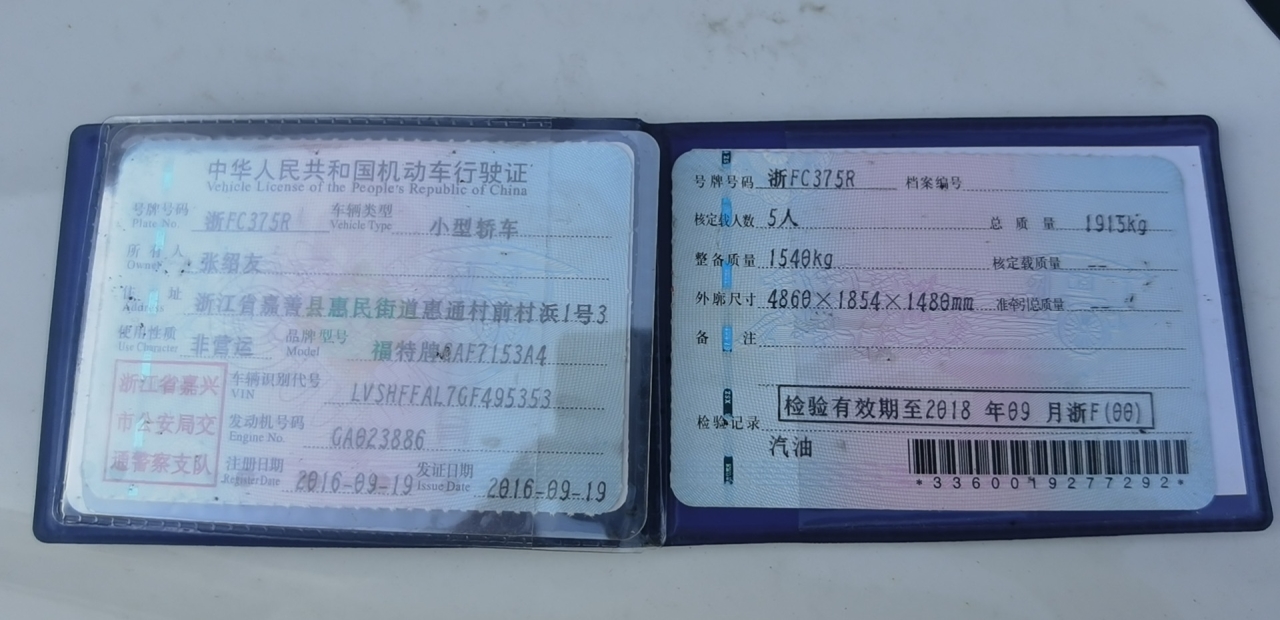 中华人民共和国机动车行驶证
Vehicle License of the People's Republic of China
号牌号码 Plate No. 浙FC375R 车辆类型 Vehicle Type 小型轿车
所有人 Owner 张绍友
住址 Address 浙江省嘉善县惠民街道惠通村前村浜1号3
使用性质 Use Character 非营运 品牌型号 Model 福特牌CAF7153A4
浙江省嘉兴
市公安局交
通警察支队
车辆识别代号 VIN LVSHFFAL7GF495353
发动机号码 Engine No. GA023886
注册日期 Register Date 2016-09-19 发证日期 Issue Date 2016-09-19
号牌号码 浙FC375R 档案编号
核定载人数 5人 总质量 1915kg
整备质量 1540kg 核定载质量 --
外廓尺寸 4860×1854×1480mm 准牵引总质量 --
备注
检验记录 检验有效期至2018 年09 月浙F(00)
汽油
*3360019277292*